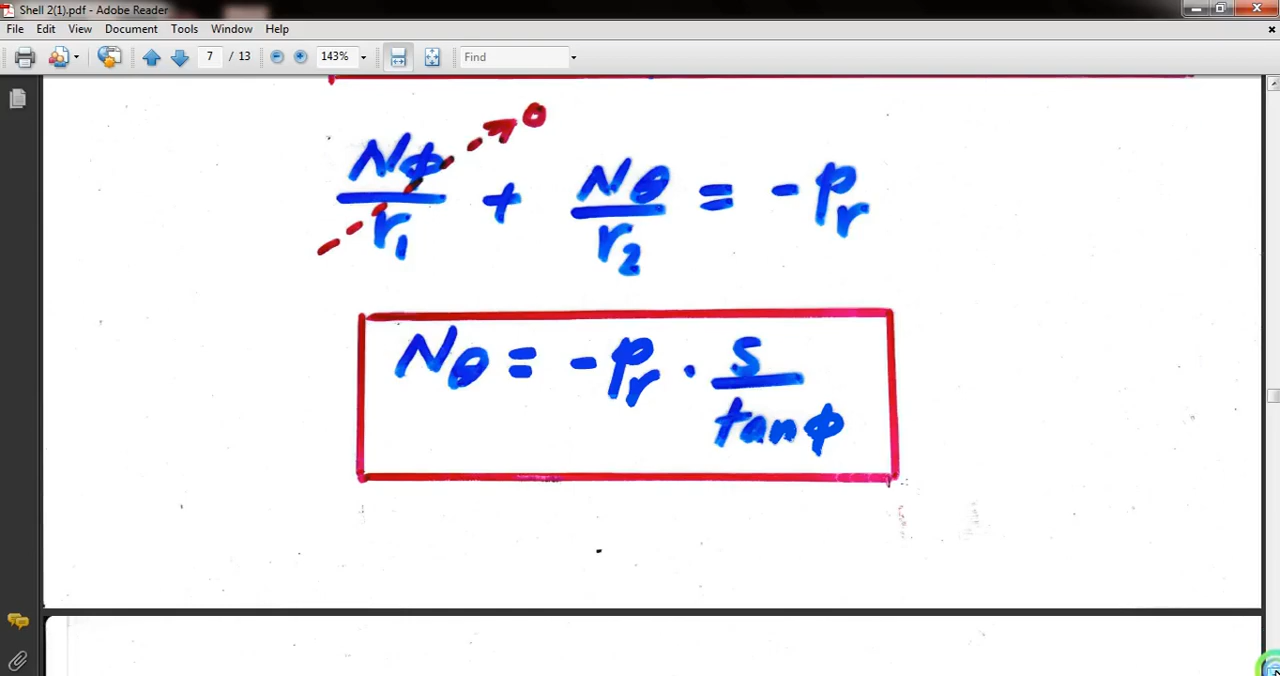 Shell 2(1).pdf - Adobe Reader
File Edit View Document Tools Window Help
7 / 13 143% Find
Nφ/r₁ → 0 + Nθ/r₂ = -pᵣ
Nθ = -pᵣ · s/tanφ